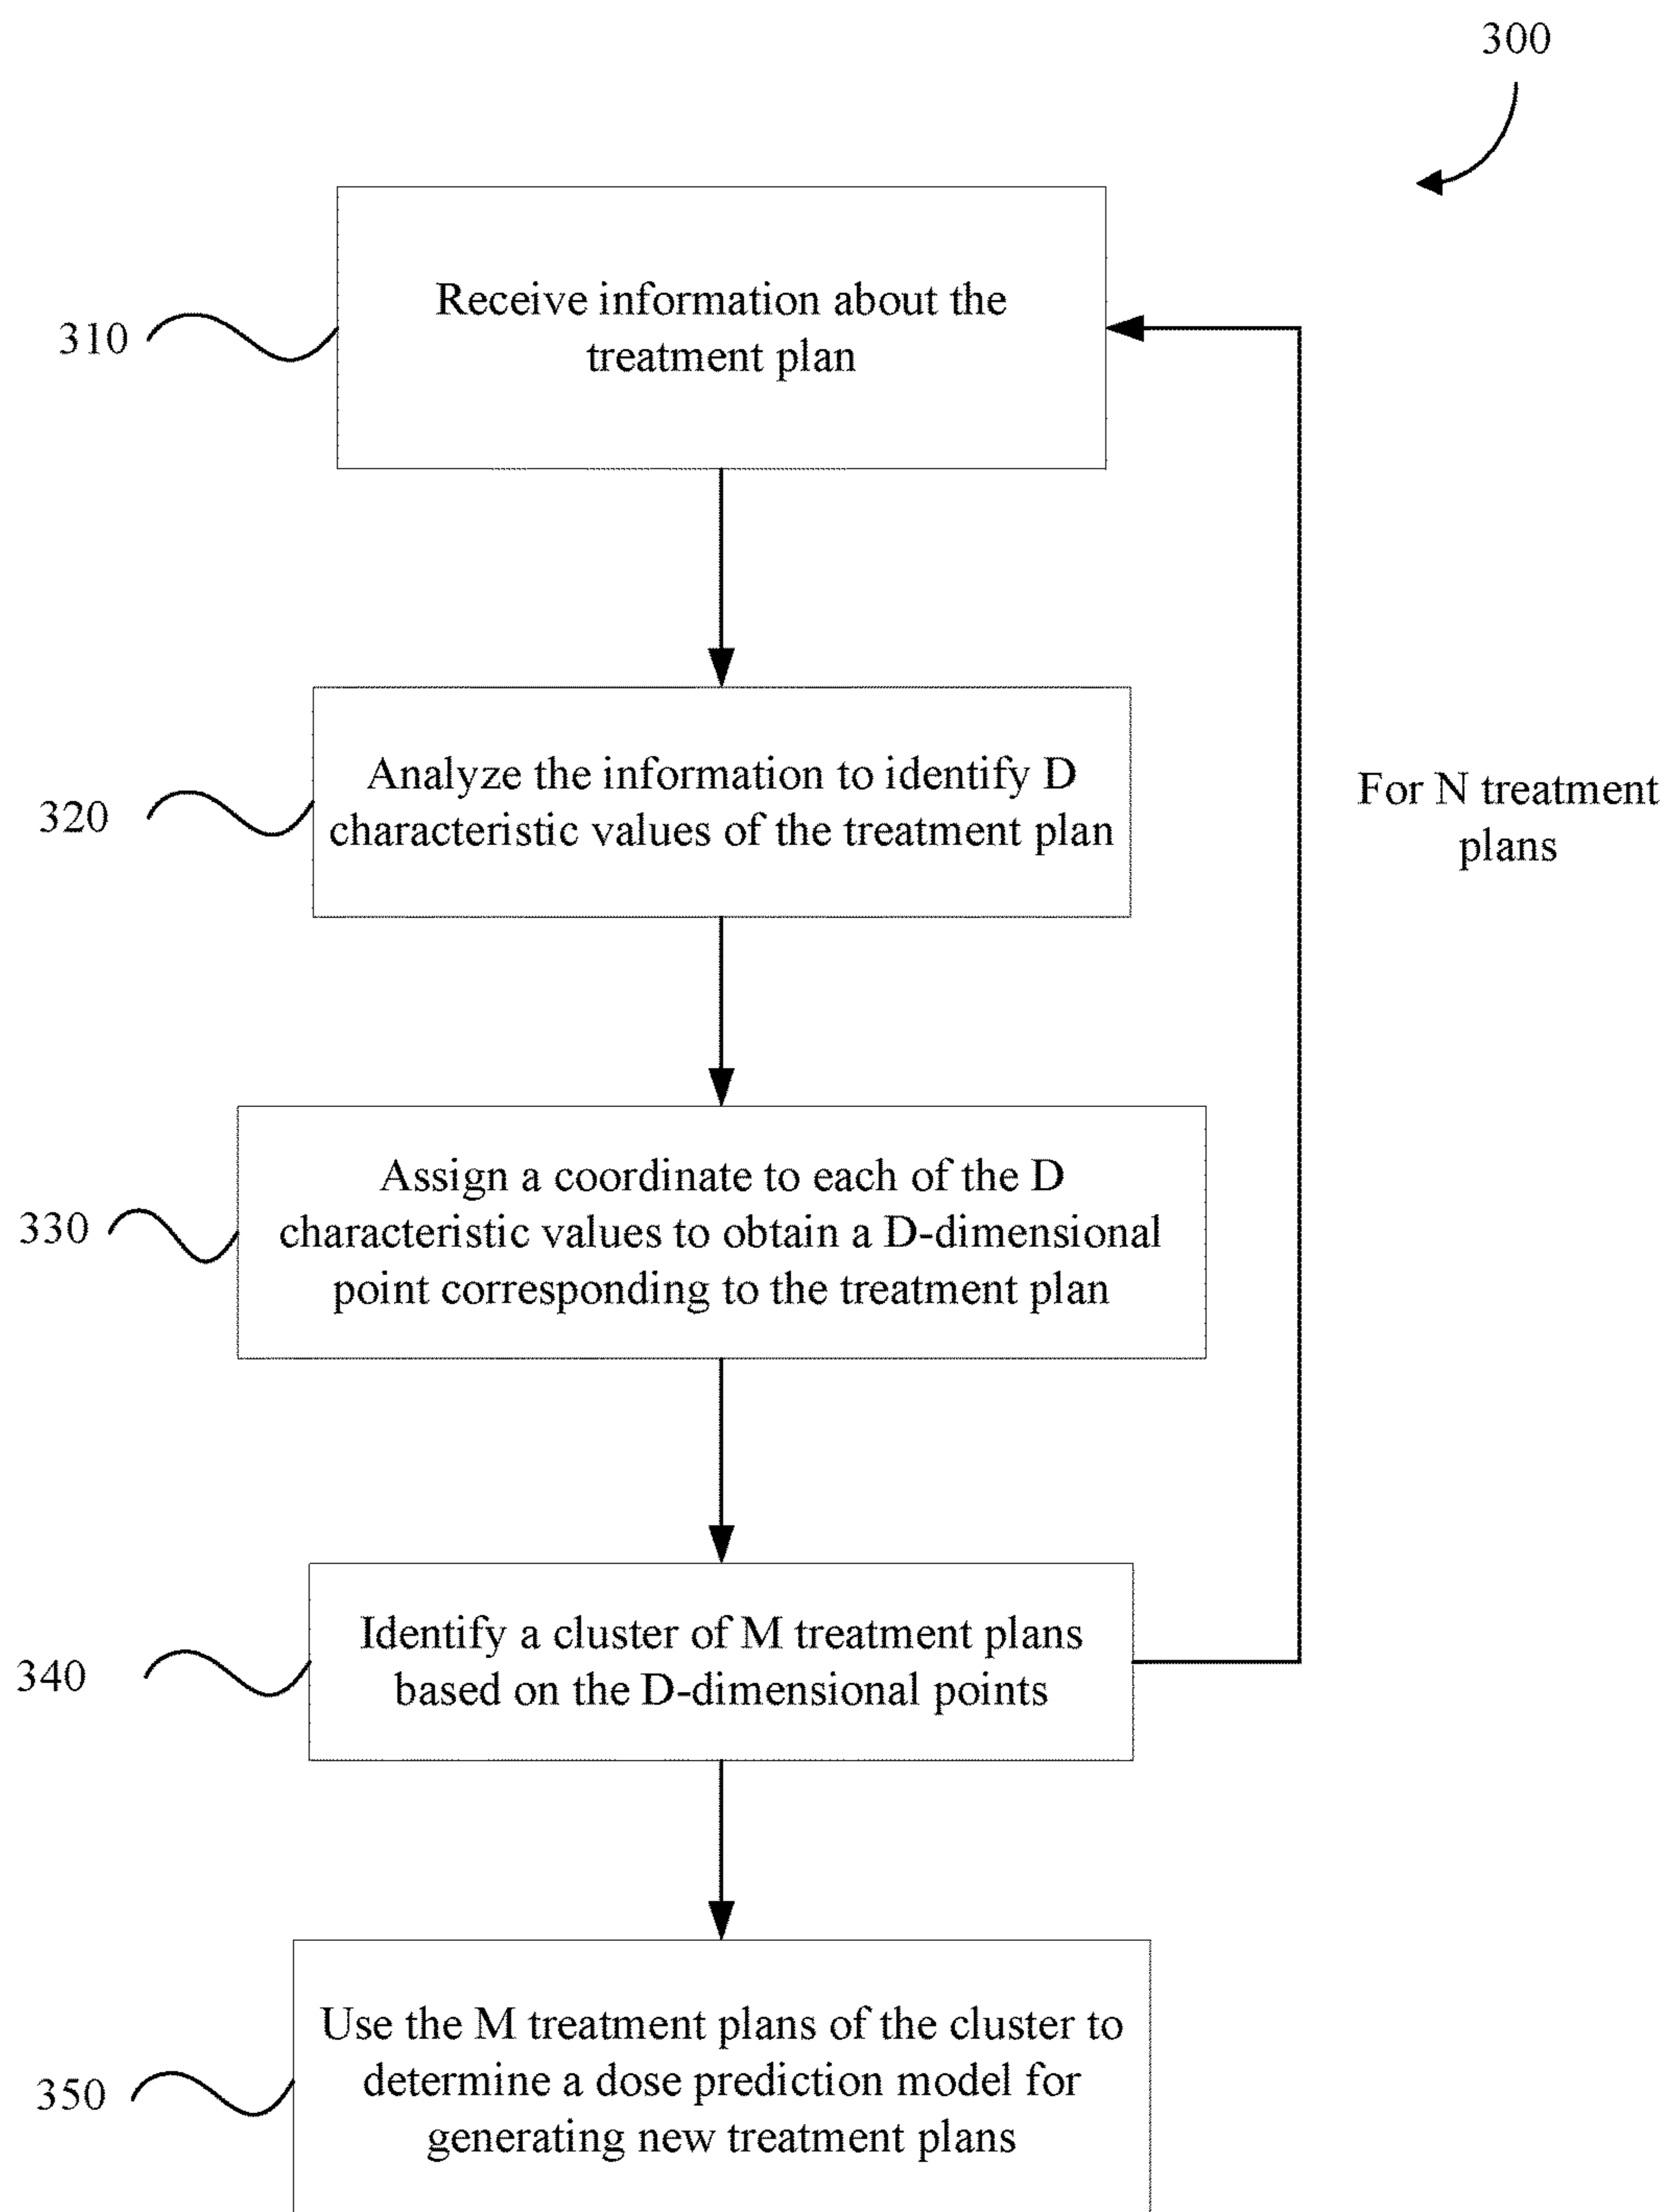 300
310
Receive information about the
treatment plan
320
Analyze the information to identify D
characteristic values of the treatment plan
For N treatment
plans
330
Assign a coordinate to each of the D
characteristic values to obtain a D-dimensional
point corresponding to the treatment plan
340
Identify a cluster of M treatment plans
based on the D-dimensional points
350
Use the M treatment plans of the cluster to
determine a dose prediction model for
generating new treatment plans